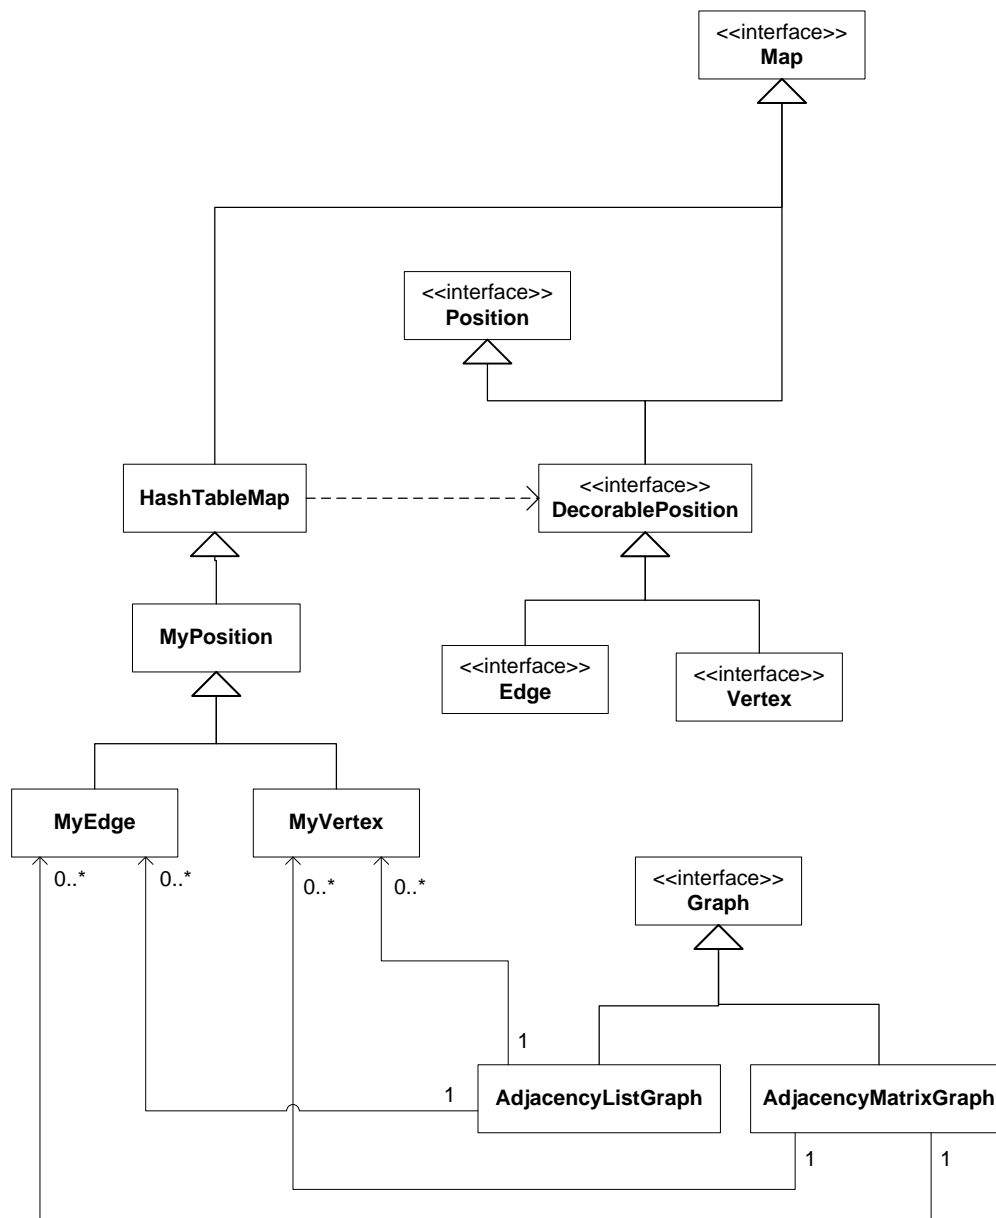 <<interface>>
Map
<<interface>>
Position
HashTableMap
<<interface>>
DecorablePosition
MyPosition
<<interface>>
Edge
<<interface>>
Vertex
MyEdge
MyVertex
0..*
0..*
0..*
0..*
<<interface>>
Graph
1
1
AdjacencyListGraph
AdjacencyMatrixGraph
1
1